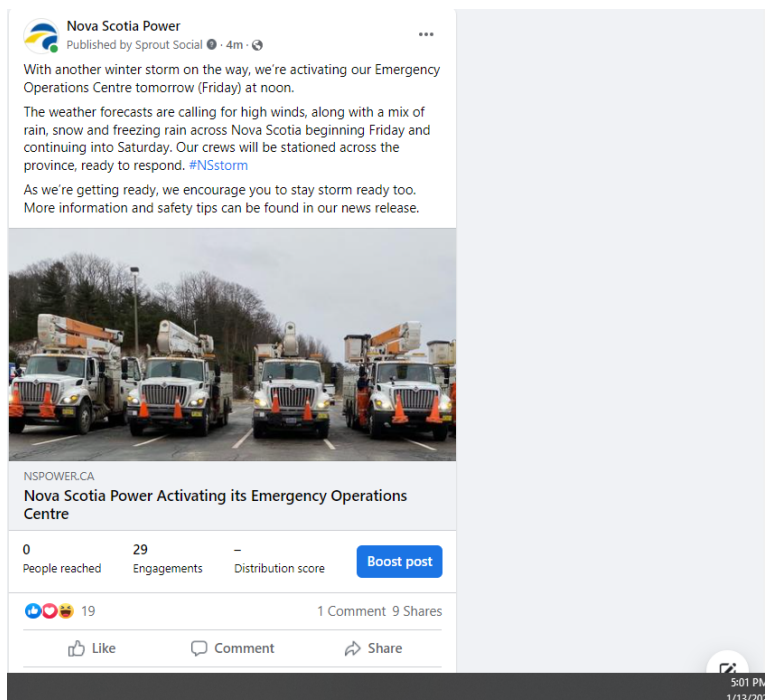 Nova Scotia Power
Published by Sprout Social · 4m ·
With another winter storm on the way, we're activating our Emergency
Operations Centre tomorrow (Friday) at noon.
The weather forecasts are calling for high winds, along with a mix of
rain, snow and freezing rain across Nova Scotia beginning Friday and
continuing into Saturday. Our crews will be stationed across the
province, ready to respond. #NSstorm
As we're getting ready, we encourage you to stay storm ready too.
More information and safety tips can be found in our news release.
NSPOWER.CA
Nova Scotia Power Activating its Emergency Operations
Centre
0 29 –
People reached Engagements Distribution score Boost post
19 1 Comment 9 Shares
Like Comment Share
5:01 PM